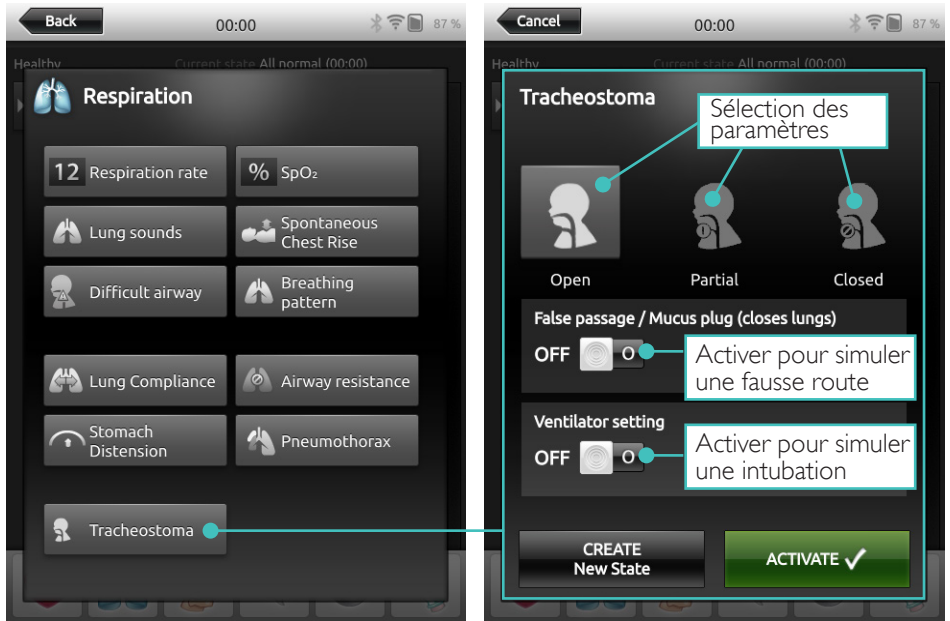 Back
00:00
87 %
Healthy
Current state All normal (00:00)
Respiration
12 Respiration rate
% SpO₂
Lung sounds
Spontaneous
Chest Rise
Difficult airway
Breathing
pattern
Lung Compliance
Airway resistance
Stomach
Distension
Pneumothorax
Tracheostoma
Cancel
00:00
87 %
Healthy
Current state All normal (00:00)
Tracheostoma
Sélection des
paramètres
Open
Partial
Closed
False passage / Mucus plug (closes lungs)
OFF O
Activer pour simuler
une fausse route
Ventilator setting
OFF O
Activer pour simuler
une intubation
CREATE
New State
ACTIVATE ✓